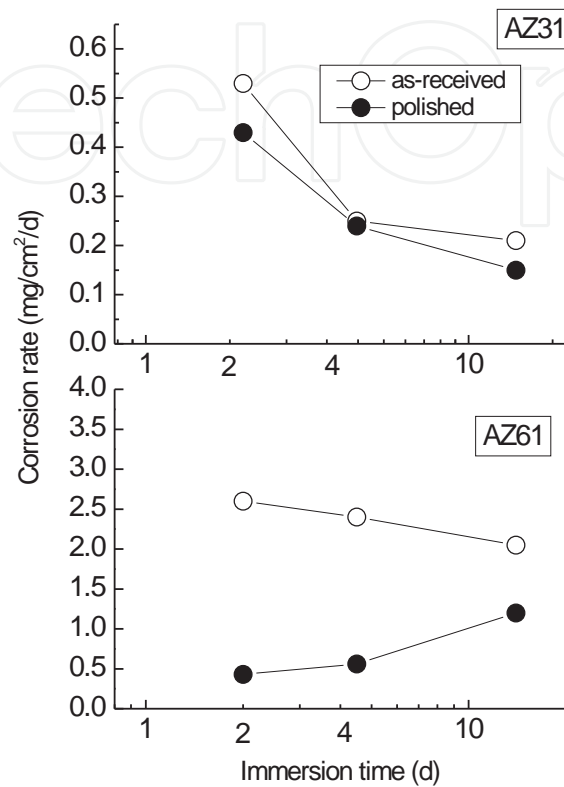 echOp
AZ31
0.6
as-received
0.5
polished
0.4
0.3
0.2
0.1
0.0
1 2 4 10
Corrosion rate (mg/cm²/d)
4.0
AZ61
3.5
3.0
2.5
2.0
1.5
1.0
0.5
0.0
1 2 4 10
Immersion time (d)